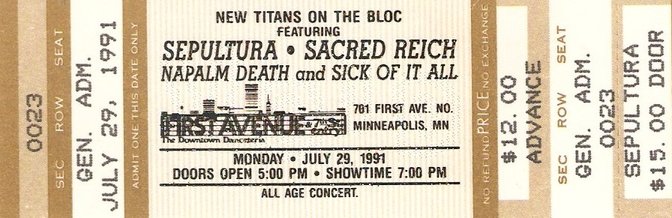 0023
SEC ROW SEAT
GEN. ADM.
JULY 29, 1991
ADMIT ONE THIS DATE ONLY
NEW TITANS ON THE BLOC
FEATURING
SEPULTURA • SACRED REICH
NAPALM DEATH and SICK OF IT ALL
FIRST AVENUE & 7th St
The Downtown Danceteria
701 FIRST AVE. NO.
MINNEAPOLIS, MN
MONDAY • JULY 29, 1991
DOORS OPEN 5:00 PM • SHOWTIME 7:00 PM
ALL AGE CONCERT.
NO REFUND PRICE NO EXCHANGE
$12.00
ADVANCE
SEC ROW SEAT
GEN. ADM.
0023
SEPULTURA
$15.00 DOOR